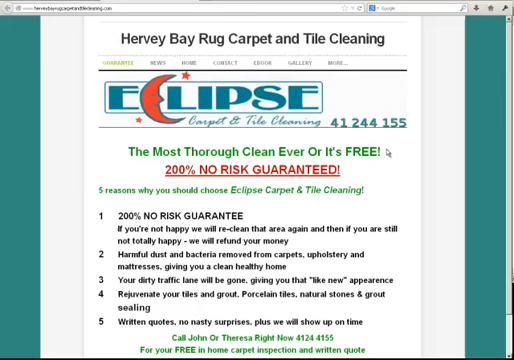 www.herveybayrugcarpetandtilecleaning.com
Google
Hervey Bay Rug Carpet and Tile Cleaning
GUARANTEE NEWS HOME CONTACT EBOOK GALLERY MORE...
ECLIPSE
Carpet & Tile Cleaning 41 244 155
The Most Thorough Clean Ever Or It's FREE!
200% NO RISK GUARANTEED!
5 reasons why you should choose Eclipse Carpet & Tile Cleaning!
1 200% NO RISK GUARANTEE
If you're not happy we will re-clean that area again and then if you are still
not totally happy - we will refund your money
2 Harmful dust and bacteria removed from carpets, upholstery and
mattresses, giving you a clean healthy home
3 Your dirty traffic lane will be gone, giving you that "like new" appearence
4 Rejuvenate your tiles and grout. Porcelain tiles, natural stones & grout
sealing
5 Written quotes, no nasty surprises, plus we will show up on time
Call John Or Theresa Right Now 4124 4155
For your FREE in home carpet inspection and written quote